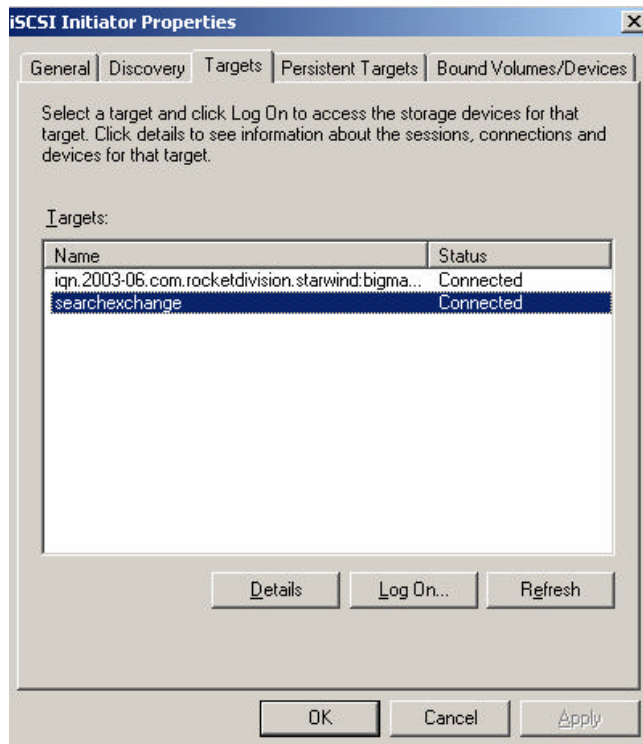 iSCSI Initiator Properties
General Discovery Targets Persistent Targets Bound Volumes/Devices
Select a target and click Log On to access the storage devices for that
target. Click details to see information about the sessions, connections and
devices for that target.
Targets:
Name Status
iqn.2003-06.com.rocketdivision.starwind:bigma... Connected
searchexchange Connected
Details Log On... Refresh
OK Cancel Apply